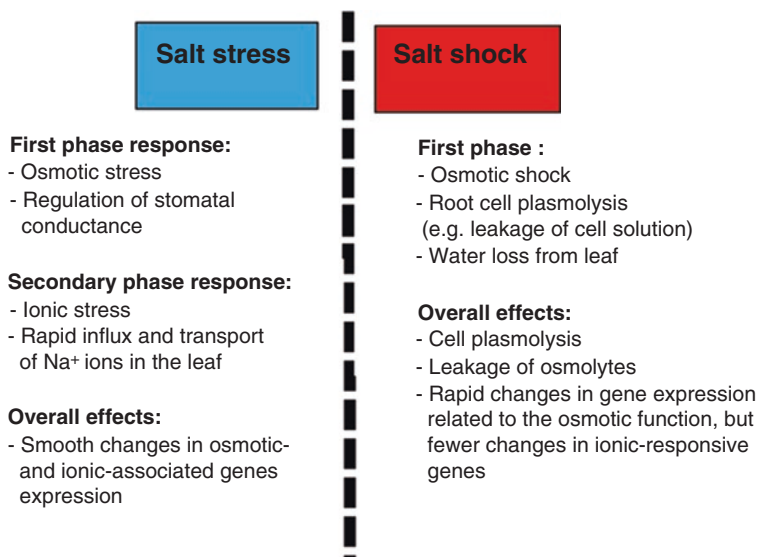 Salt stress
First phase response:
- Osmotic stress
- Regulation of stomatal
conductance
Secondary phase response:
- Ionic stress
- Rapid influx and transport
of Na⁺ ions in the leaf
Overall effects:
- Smooth changes in osmotic-
and ionic-associated genes
expression
Salt shock
First phase :
- Osmotic shock
- Root cell plasmolysis
(e.g. leakage of cell solution)
- Water loss from leaf
Overall effects:
- Cell plasmolysis
- Leakage of osmolytes
- Rapid changes in gene expression
related to the osmotic function, but
fewer changes in ionic-responsive
genes